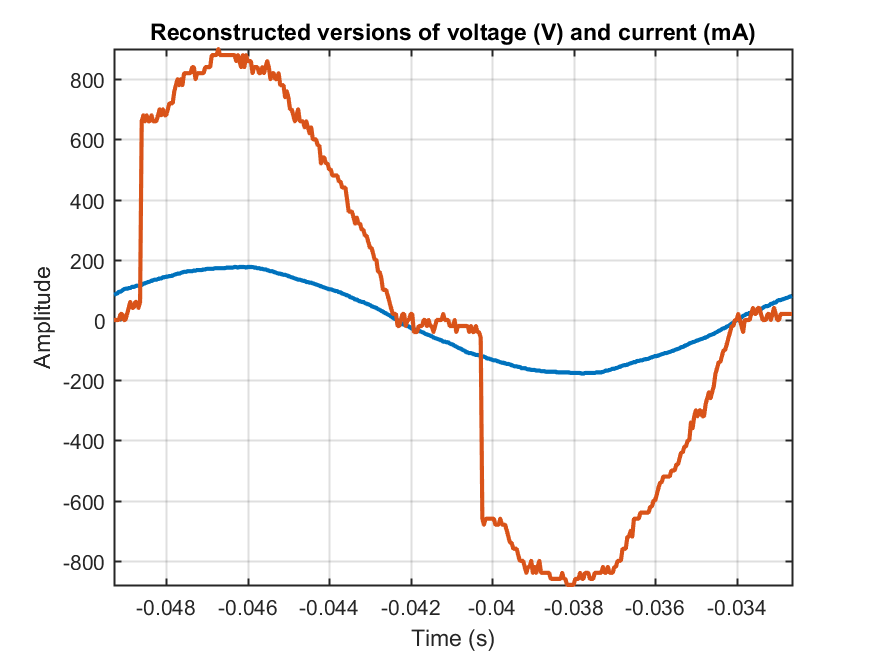 Reconstructed versions of voltage (V) and current (mA)
800
600
400
200
0
-200
-400
-600
-800
Amplitude
-0.048 -0.046 -0.044 -0.042 -0.04 -0.038 -0.036 -0.034
Time (s)